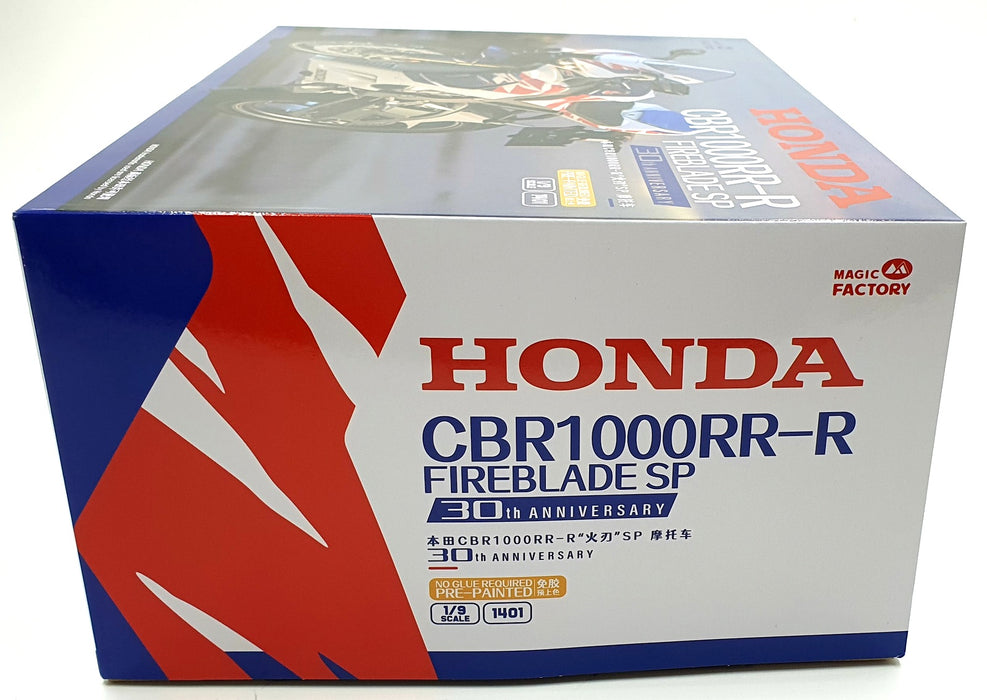 HONDA
CBR1000RR-R
FIREBLADE SP
30th ANNIVERSARY
MAGIC
FACTORY
HONDA
CBR1000RR-R
FIREBLADE SP
30th ANNIVERSARY
本田CBR1000RR-R“火刃”SP 摩托车
30th ANNIVERSARY
NO GLUE REQUIRED 免胶
PRE-PAINTED 预上色
1/9 SCALE 1401